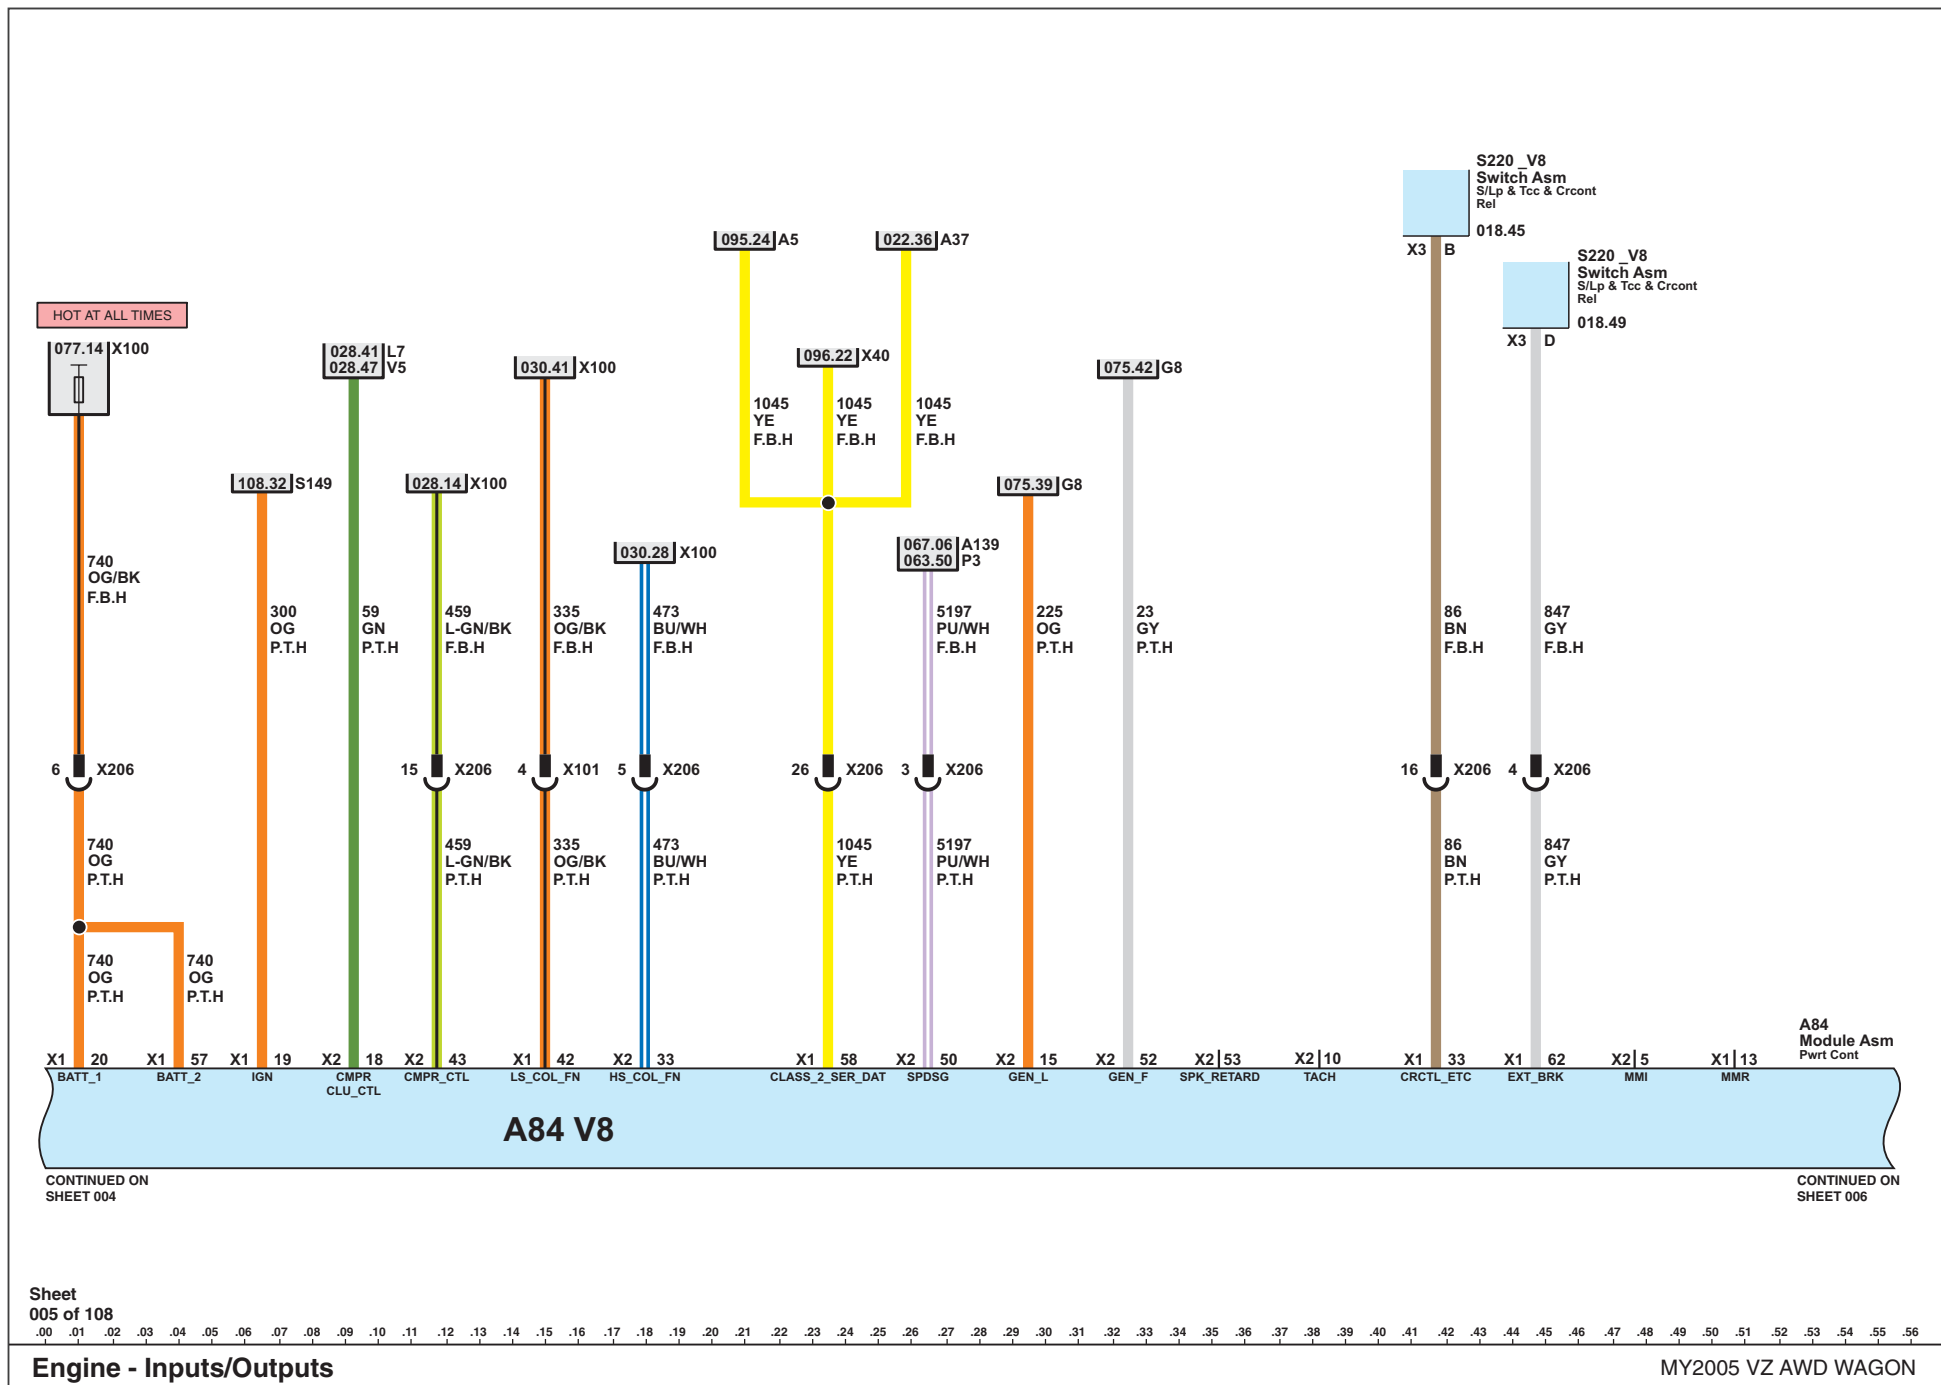 S220 _V8
Switch Asm
S/Lp & Tcc & Crcont
Rel
018.45
X3 B
S220 _V8
Switch Asm
S/Lp & Tcc & Crcont
Rel
018.49
X3 D
095.24 A5
022.36 A37
HOT AT ALL TIMES
077.14 X100
028.41 L7
028.47 V5
030.41 X100
096.22 X40
075.42 G8
1045
YE
F.B.H
1045
YE
F.B.H
1045
YE
F.B.H
108.32 S149
028.14 X100
075.39 G8
030.28 X100
067.06 A139
063.50 P3
740
OG/BK
F.B.H
300
OG
P.T.H
59
GN
P.T.H
459
L-GN/BK
F.B.H
335
OG/BK
F.B.H
473
BU/WH
F.B.H
5197
PU/WH
F.B.H
225
OG
P.T.H
23
GY
P.T.H
86
BN
F.B.H
847
GY
F.B.H
6 X206
15 X206
4 X101
5 X206
26 X206
3 X206
16 X206
4 X206
740
OG
P.T.H
459
L-GN/BK
P.T.H
335
OG/BK
P.T.H
473
BU/WH
P.T.H
1045
YE
P.T.H
5197
PU/WH
P.T.H
86
BN
P.T.H
847
GY
P.T.H
740
OG
P.T.H
740
OG
P.T.H
A84
Module Asm
Pwrt Cont
X1 20 X1 57 X1 19 X2 18 X2 43 X1 42 X2 33 X1 58 X2 50 X2 15 X2 52 X2 53 X2 10 X1 33 X1 62 X2 5 X1 13
BATT_1 BATT_2 IGN CMPR CMPR_CTL LS_COL_FN HS_COL_FN CLASS_2_SER_DAT SPDSG GEN_L GEN_F SPK_RETARD TACH CRCTL_ETC EXT_BRK MMI MMR
CLU_CTL
A84 V8
CONTINUED ON
SHEET 004
CONTINUED ON
SHEET 006
Sheet
005 of 108
.00 .01 .02 .03 .04 .05 .06 .07 .08 .09 .10 .11 .12 .13 .14 .15 .16 .17 .18 .19 .20 .21 .22 .23 .24 .25 .26 .27 .28 .29 .30 .31 .32 .33 .34 .35 .36 .37 .38 .39 .40 .41 .42 .43 .44 .45 .46 .47 .48 .49 .50 .51 .52 .53 .54 .55 .56
Engine - Inputs/Outputs
MY2005 VZ AWD WAGON